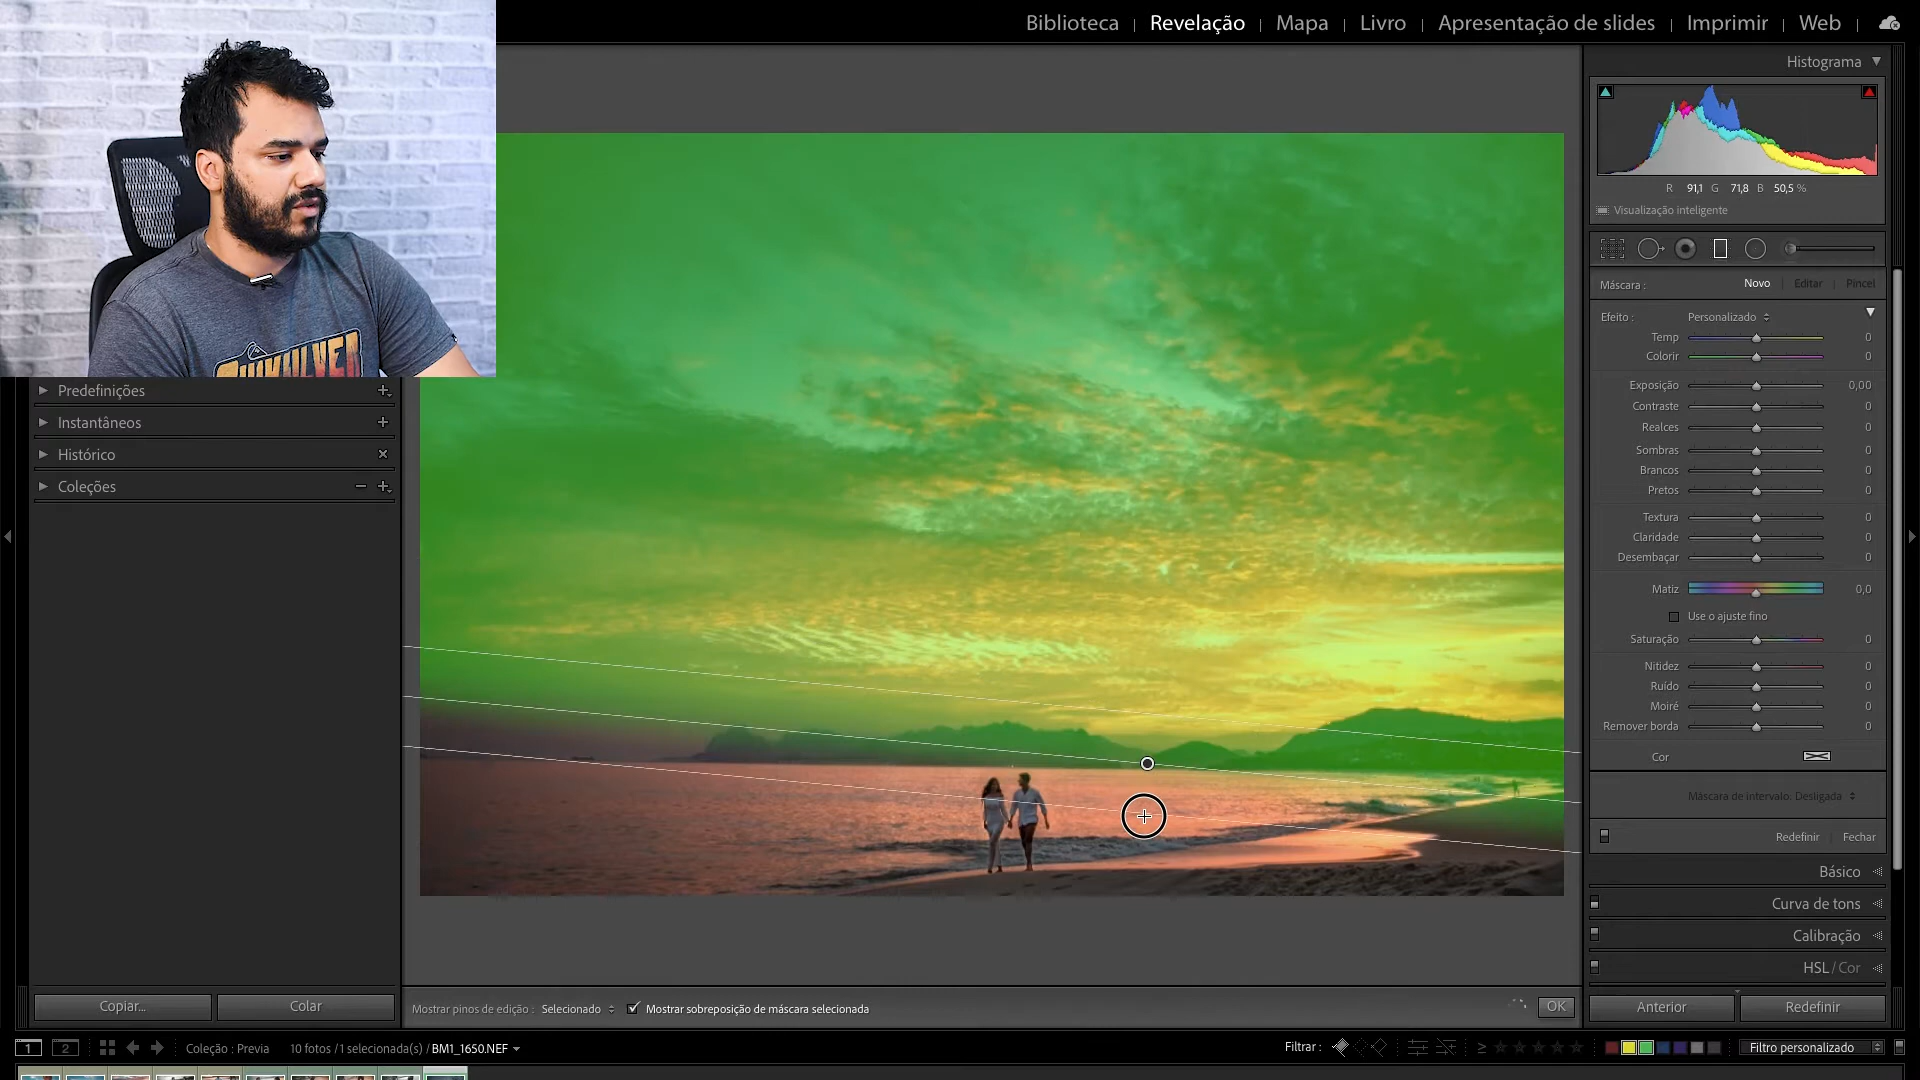 Biblioteca | Revelação | Mapa | Livro | Apresentação de slides | Imprimir | Web |
Histograma
R 91,1 G 71,8 B 50,5 %
Visualização inteligente
Máscara : Novo | Editar | Pincel
Efeito : Personalizado
Temp 0
Colorir 0
Exposição 0,00
Contraste 0
Realces 0
Sombras 0
Brancos 0
Pretos 0
Textura 0
Claridade 0
Desembaçar 0
Matiz 0,0
Use o ajuste fino
Saturação 0
Nitidez 0
Ruído 0
Moiré 0
Remover borda 0
Cor
Máscara de intervalo: Desligada
Redefinir | Fechar
Básico
Curva de tons
Calibração
HSL / Cor
Anterior Redefinir
Predefinições
Instantâneos
Histórico
Coleções
Copiar... Colar
Mostrar pinos de edição : Selecionado Mostrar sobreposição de máscara selecionada OK
1 2 Coleção : Previa 10 fotos /1 selecionada(s) / BM1_1650.NEF Filtrar : ≥ Filtro personalizado